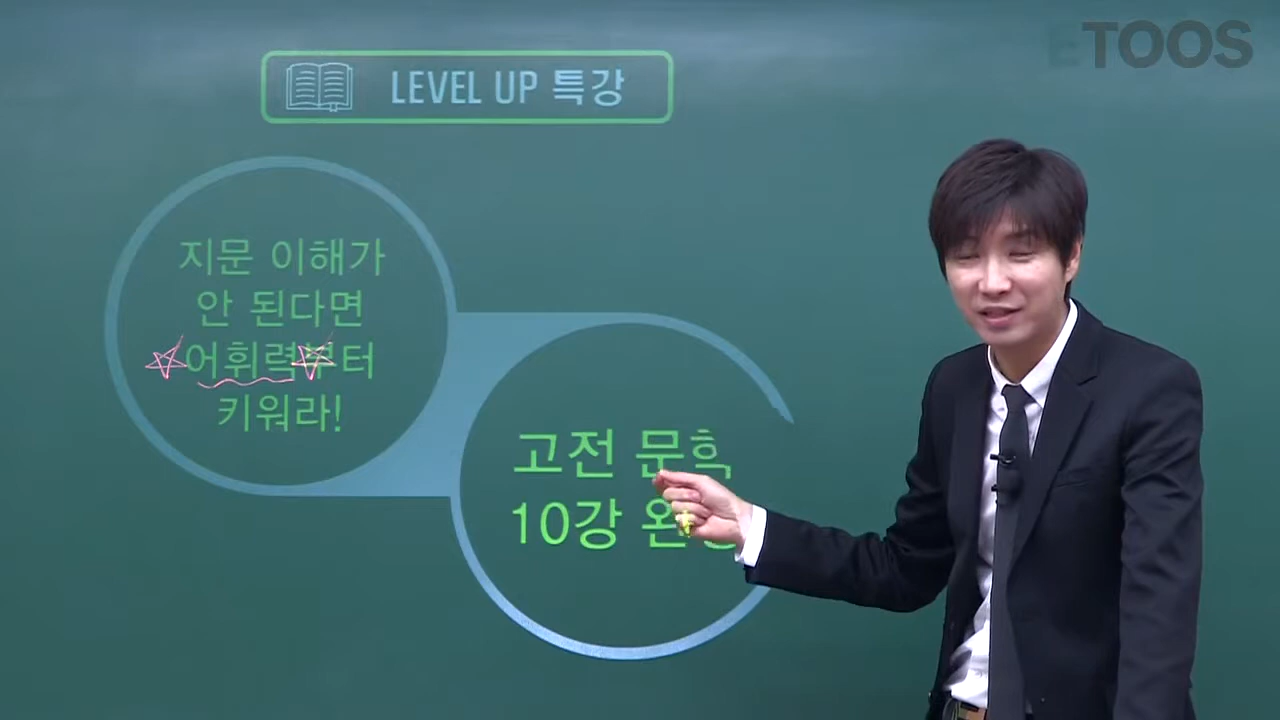 ETOOS
LEVEL UP 특강
지문 이해가
안 된다면
어휘력부터
키워라!
고전 문학
10강